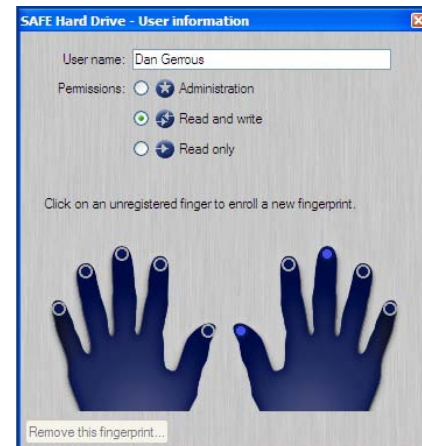 SAFE Hard Drive - User information
User name: Dan Gerrous
Permissions: Administration
Read and write
Read only
Click on an unregistered finger to enroll a new fingerprint.
Remove this fingerprint...